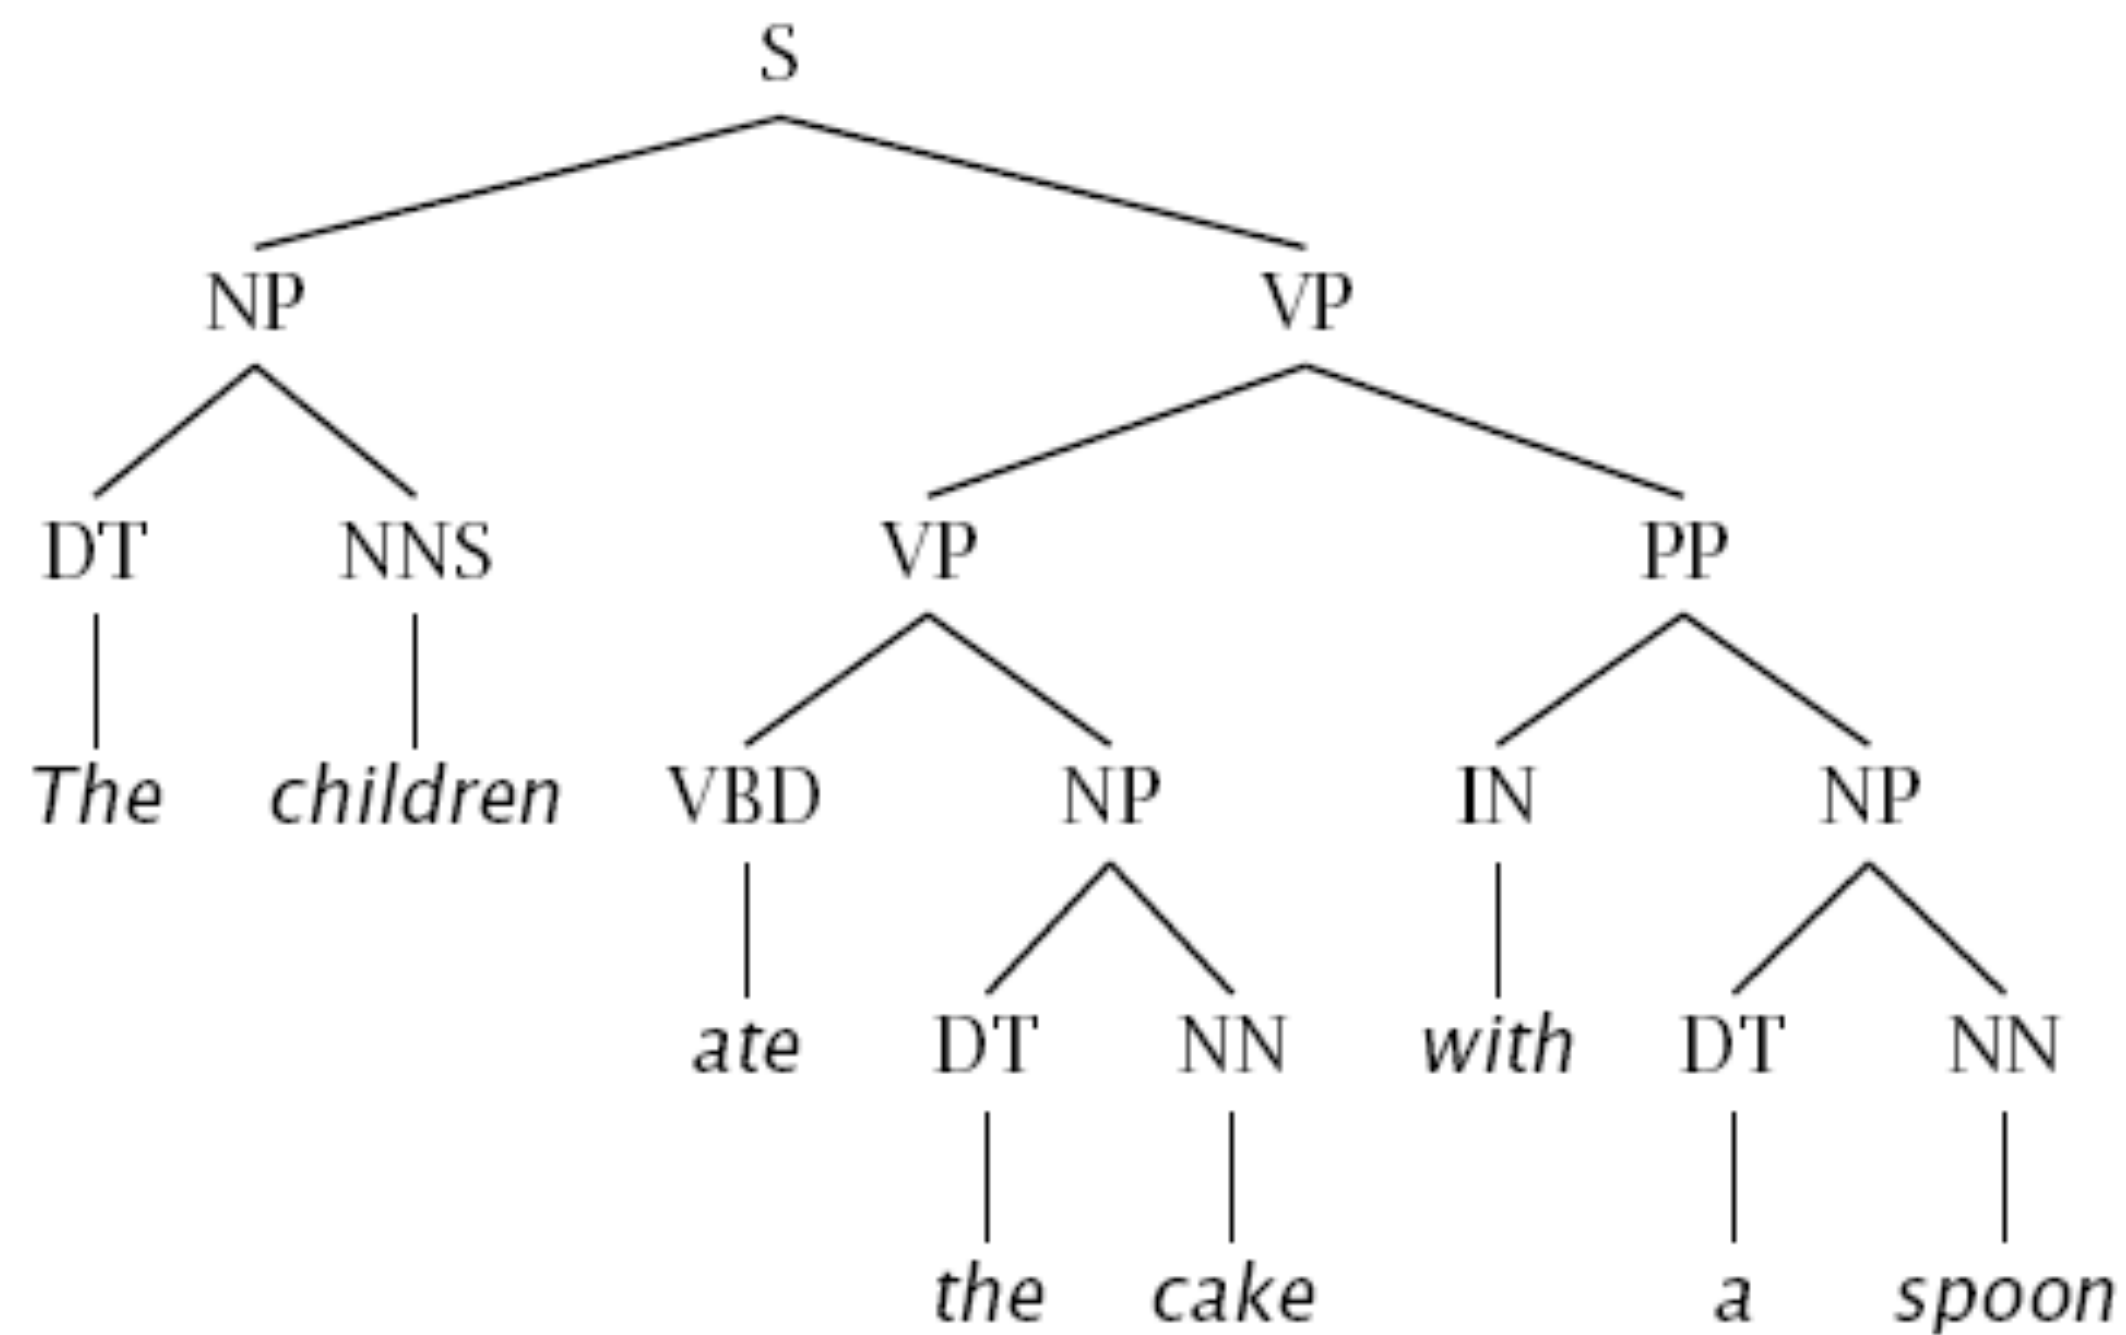 S
NP VP
DT NNS VP PP
The children VBD NP IN NP
ate DT NN with DT NN
the cake a spoon